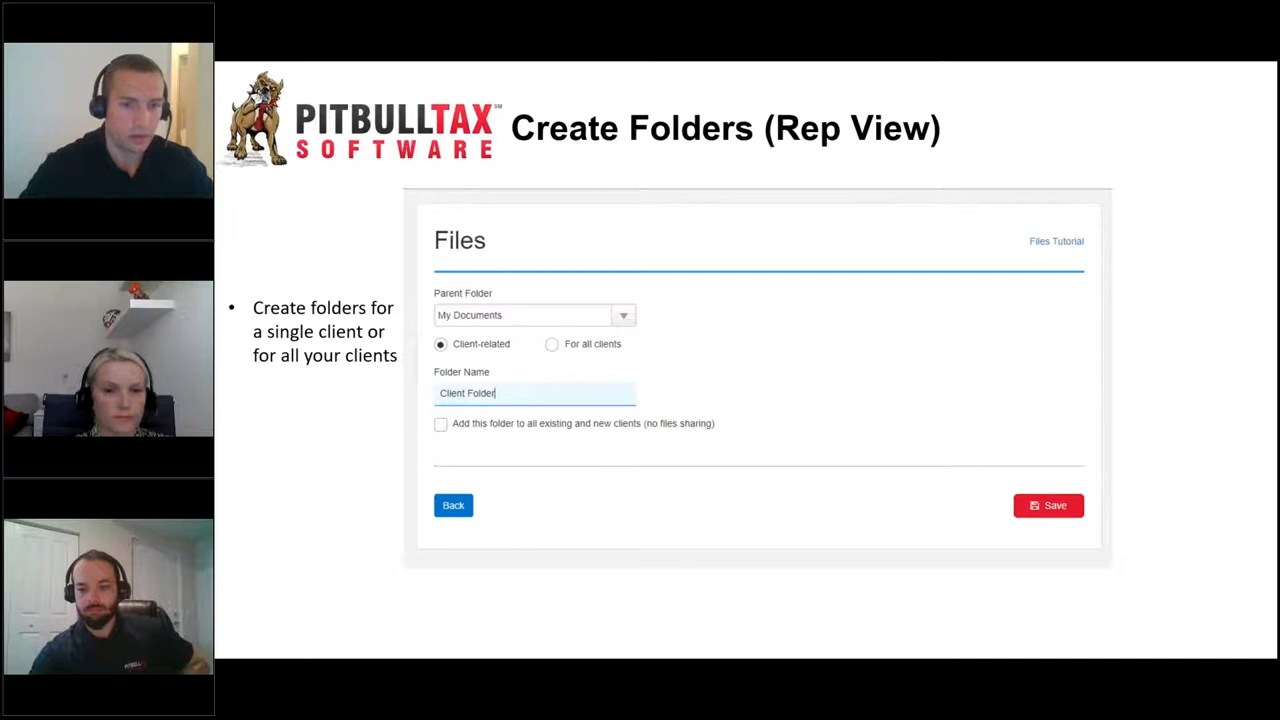 PITBULLTAX SM
SOFTWARE
Create Folders (Rep View)
• Create folders for
a single client or
for all your clients
Files
Files Tutorial
Parent Folder
My Documents
Client-related
For all clients
Folder Name
Client Folder
Add this folder to all existing and new clients (no files sharing)
Back
Save
PITBULL